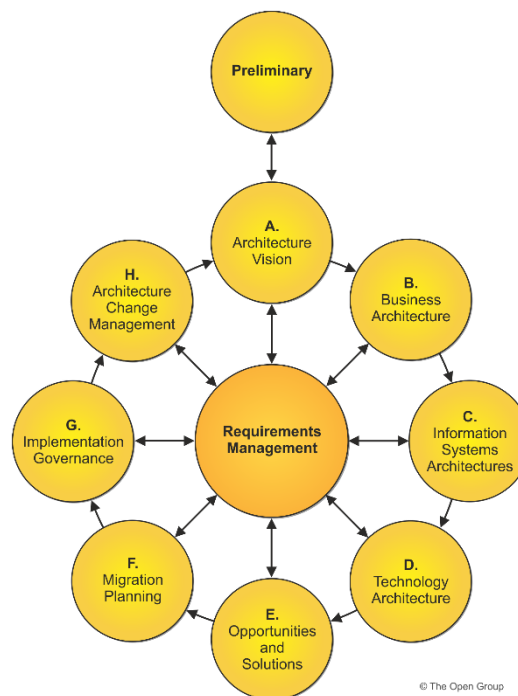 Preliminary
A.
Architecture
Vision
B.
Business
Architecture
C.
Information
Systems
Architectures
D.
Technology
Architecture
E.
Opportunities
and
Solutions
F.
Migration
Planning
G.
Implementation
Governance
H.
Architecture
Change
Management
Requirements
Management
© The Open Group